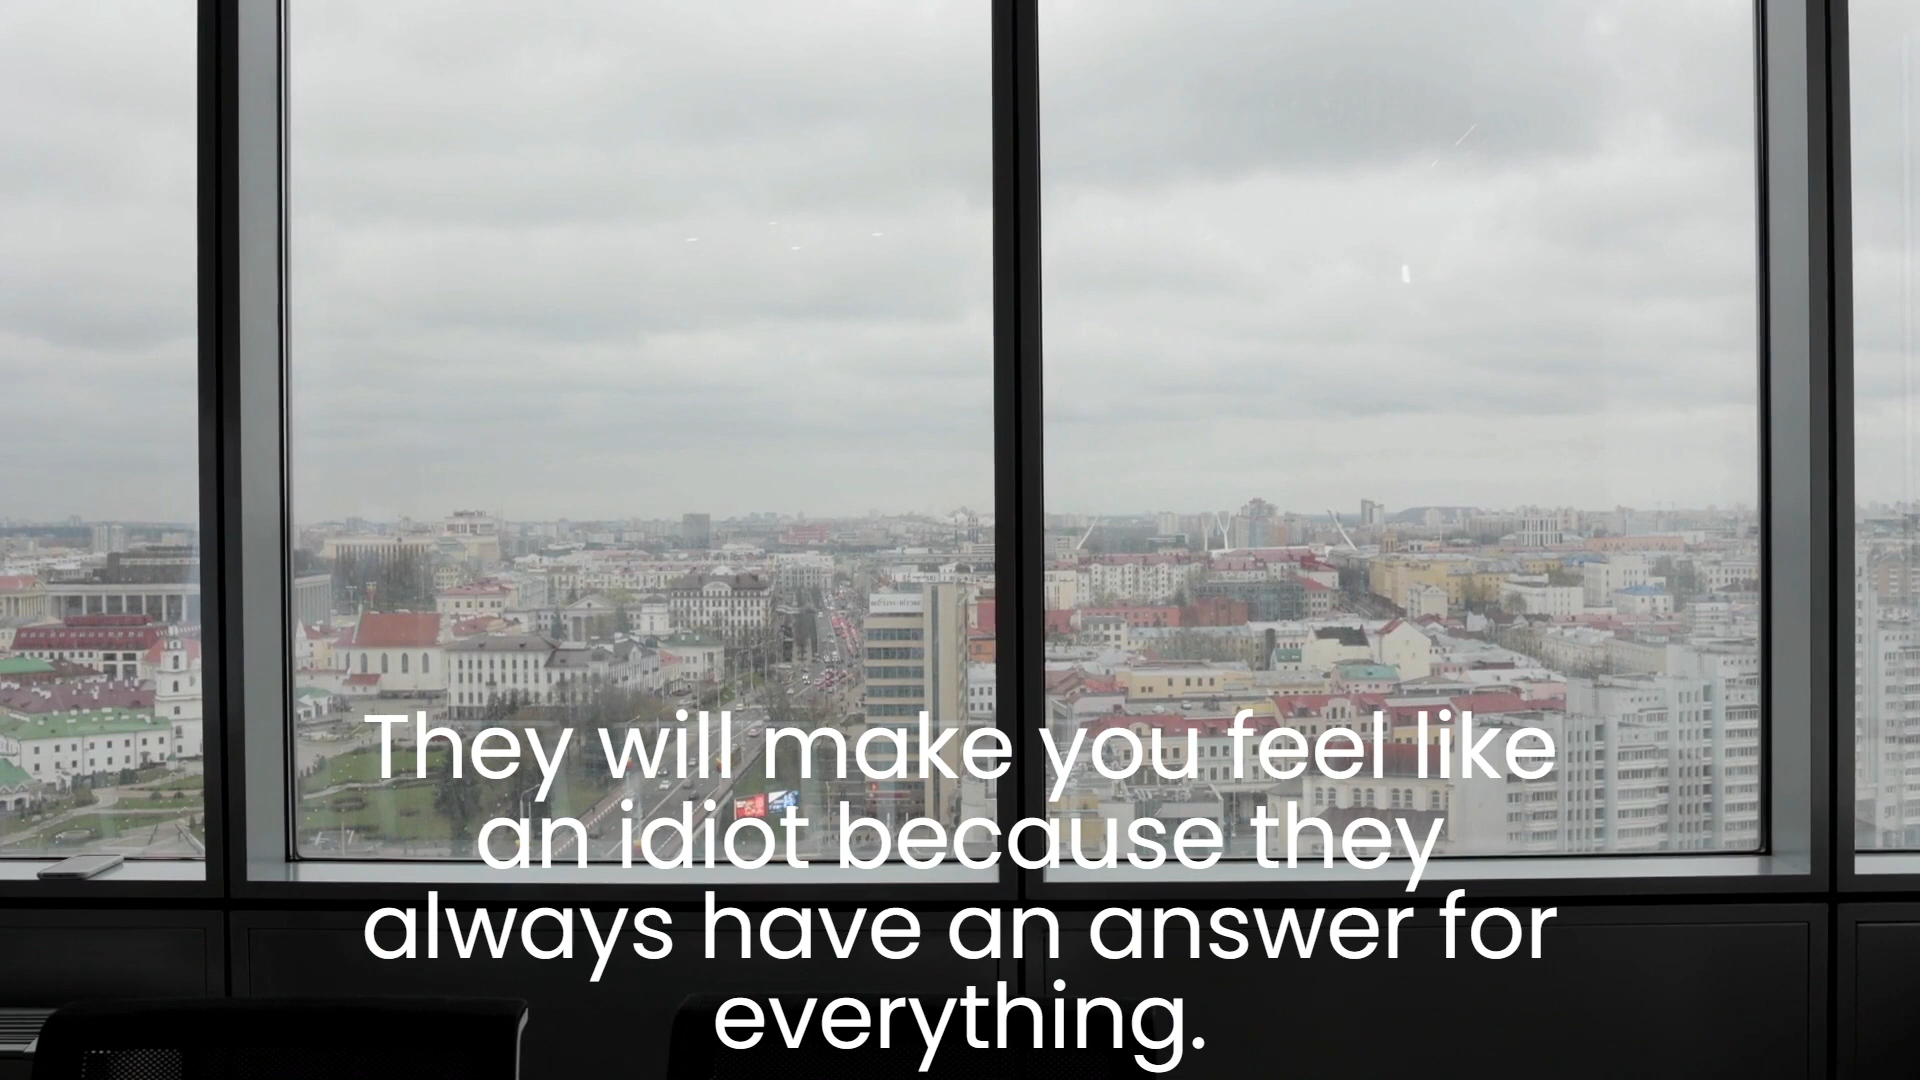 They will make you feel like
an idiot because they
always have an answer for
everything.